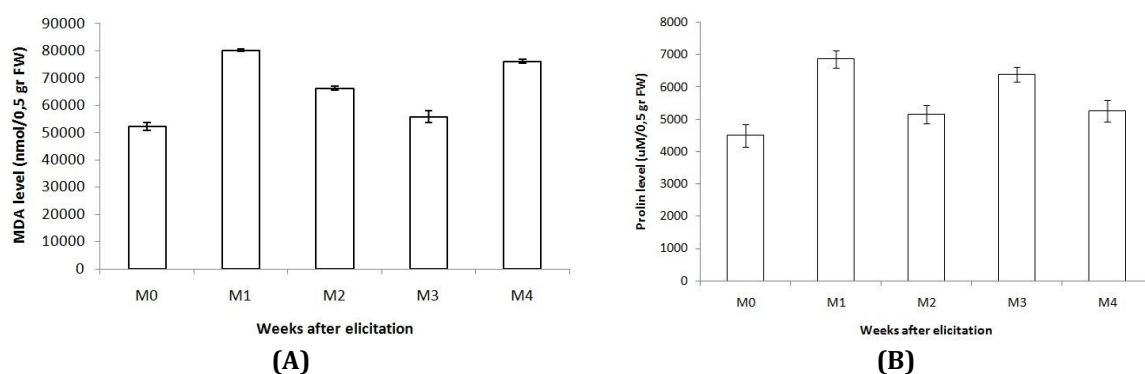 MDA level (nmol/0,5 gr FW)
90000
80000
70000
60000
50000
40000
30000
20000
10000
0
M0 M1 M2 M3 M4
Weeks after elicitation
(A)
Prolin level (uM/0,5 gr FW)
8000
7000
6000
5000
4000
3000
2000
1000
0
M0 M1 M2 M3 M4
Weeks after elicitation
(B)